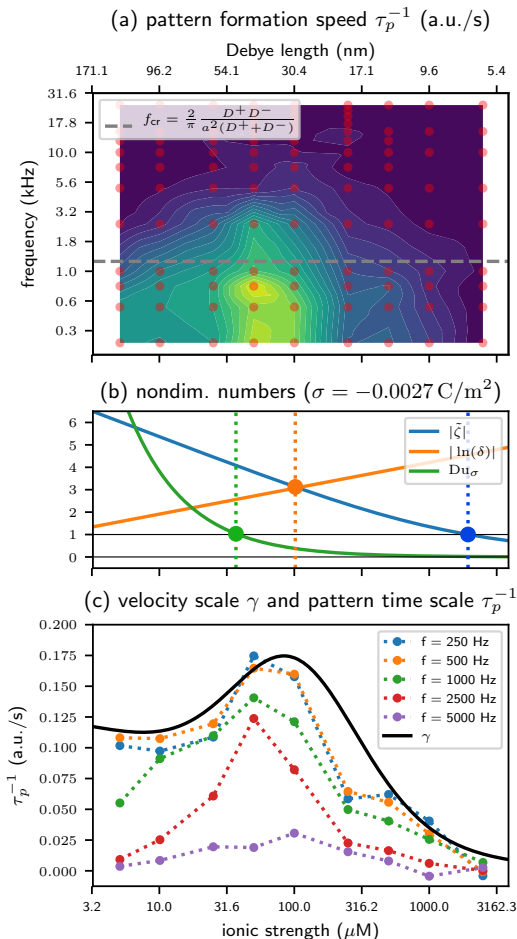 (a) pattern formation speed τ_p^{-1} (a.u./s)
Debye length (nm)
171.1 96.2 54.1 30.4 17.1 9.6 5.4
frequency (kHz)
31.6
17.8
10.0
5.6
3.2
1.8
1.0
0.6
0.3
f_cr = 2/π D⁺D⁻/a²(D⁺+D⁻)
(b) nondim. numbers (σ = −0.0027 C/m²)
6
5
4
3
2
1
0
|ζ̃|
|ln(δ)|
Du_σ
(c) velocity scale γ and pattern time scale τ_p^{-1}
τ_p^{-1} (a.u./s)
0.200
0.175
0.150
0.125
0.100
0.075
0.050
0.025
0.000
f = 250 Hz
f = 500 Hz
f = 1000 Hz
f = 2500 Hz
f = 5000 Hz
γ
3.2 10.0 31.6 100.0 316.2 1000.0 3162.3
ionic strength (μM)